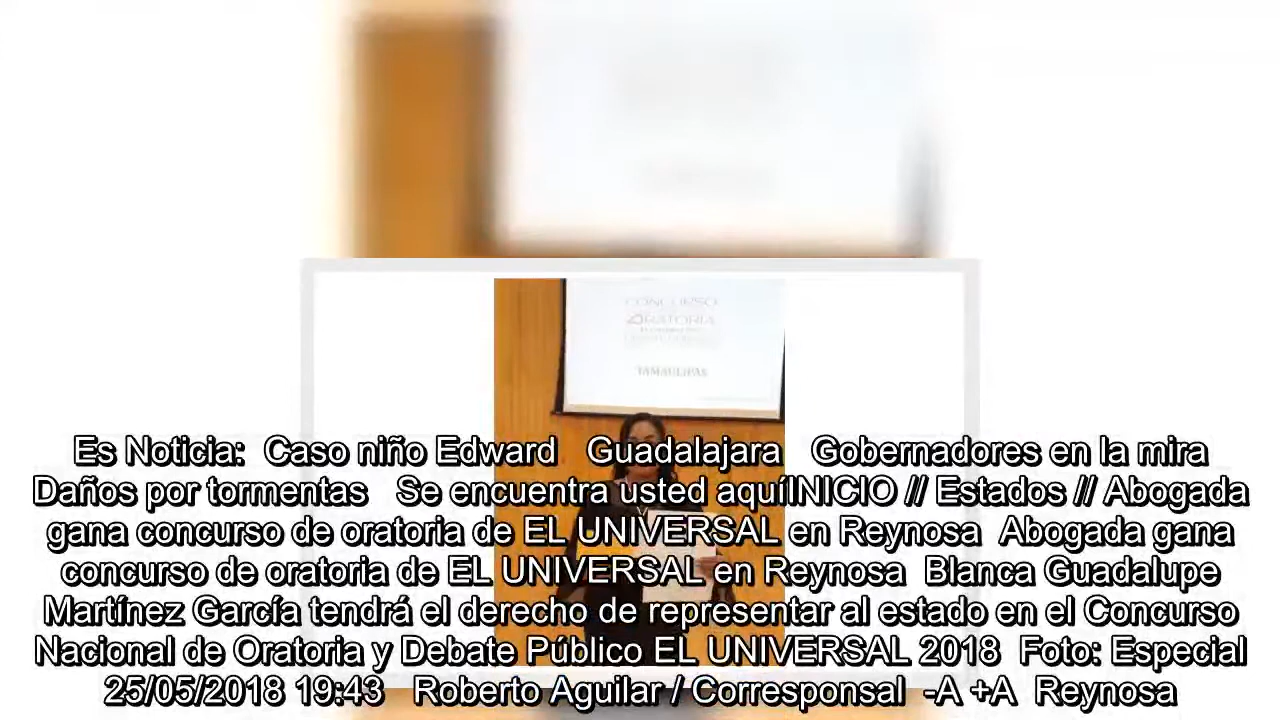 CONCURSO
ORATORIA
TAMAULIPAS
Es Noticia: Caso niño Edward Guadalajara Gobernadores en la mira
Daños por tormentas Se encuentra usted aquíINICIO // Estados // Abogada
gana concurso de oratoria de EL UNIVERSAL en Reynosa Abogada gana
concurso de oratoria de EL UNIVERSAL en Reynosa Blanca Guadalupe
Martínez García tendrá el derecho de representar al estado en el Concurso
Nacional de Oratoria y Debate Público EL UNIVERSAL 2018 Foto: Especial
25/05/2018 19:43 Roberto Aguilar / Corresponsal -A +A Reynosa